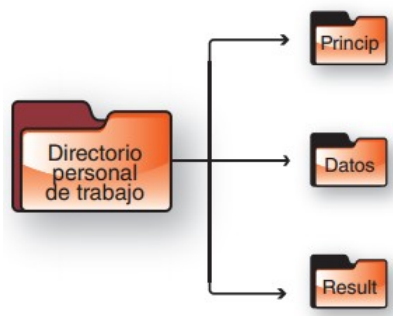 Princip
Directorio
personal
de trabajo
Datos
Result